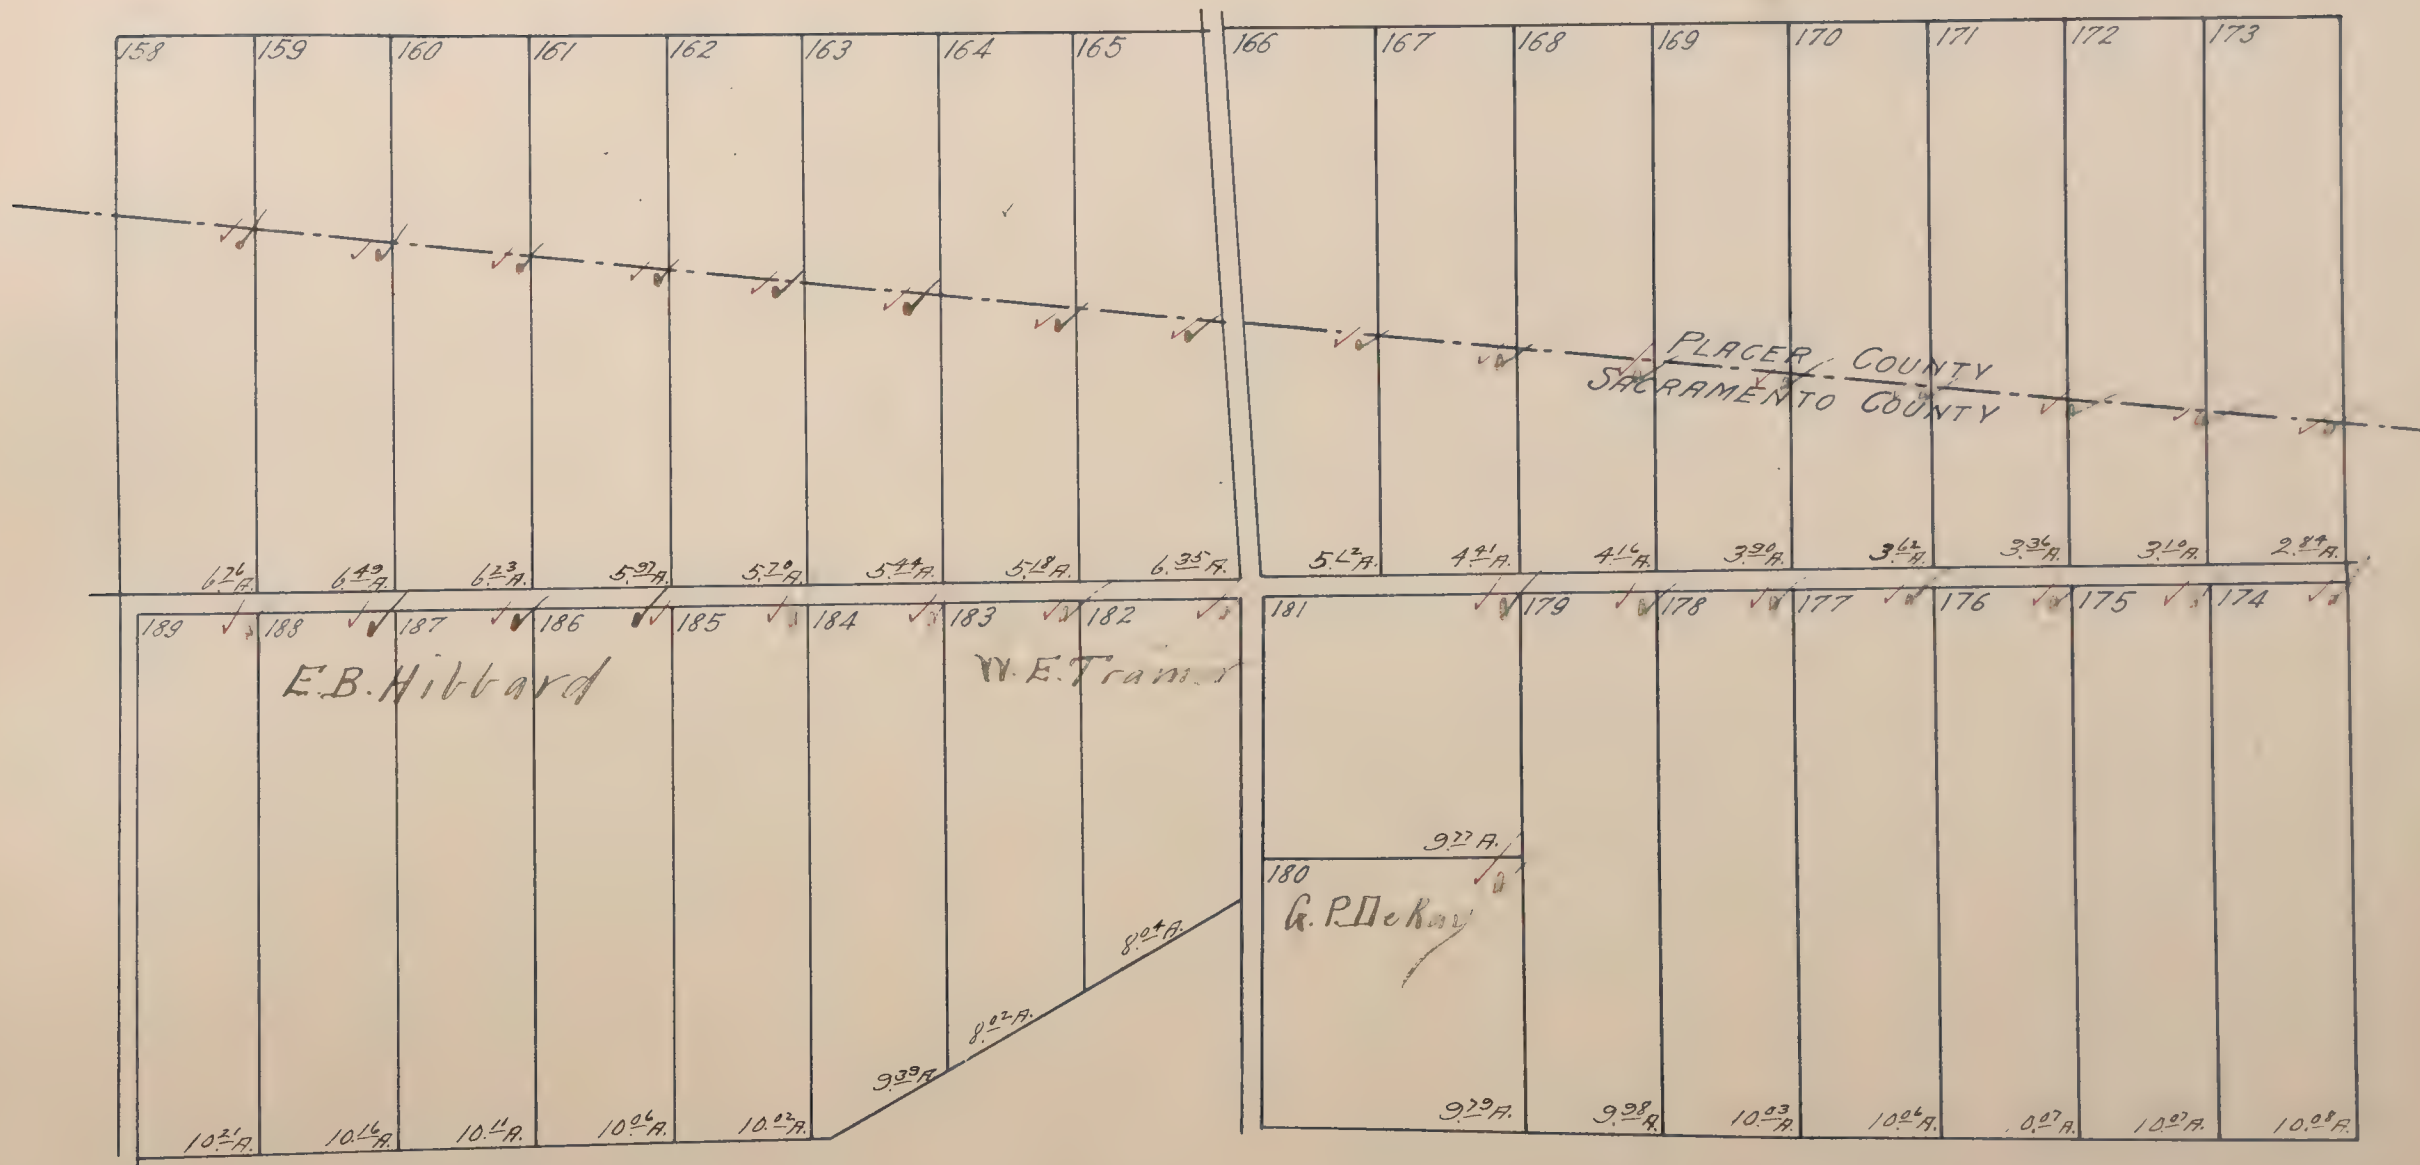 158 159 160 161 162 163 164 165 166 167 168 169 170 171 172 173
PLACER COUNTY
SACRAMENTO COUNTY
6.76 A. 6.49 A. 6.23 A. 5.97 A. 5.70 A. 5.44 A. 5.18 A. 6.35 A. 5.12 A. 4.41 A. 4.16 A. 3.90 A. 3.62 A. 3.36 A. 3.10 A. 2.84 A.
189 188 187 186 185 184 183 182 181 179 178 177 176 175 174
E.B. Hibbard W.E.
9.77 A.
180
G. P. DeKay
8.04 A.
8.02 A.
9.39 A.
10.21 A. 10.16 A. 10.11 A. 10.06 A. 10.02 A. 9.79 A. 9.98 A. 10.03 A. 10.06 A. 0.07 A. 10.07 A. 10.08 A.